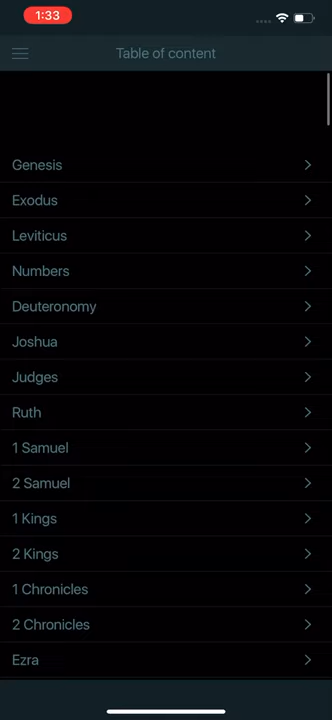 1:33
Table of content
Genesis
Exodus
Leviticus
Numbers
Deuteronomy
Joshua
Judges
Ruth
1 Samuel
2 Samuel
1 Kings
2 Kings
1 Chronicles
2 Chronicles
Ezra